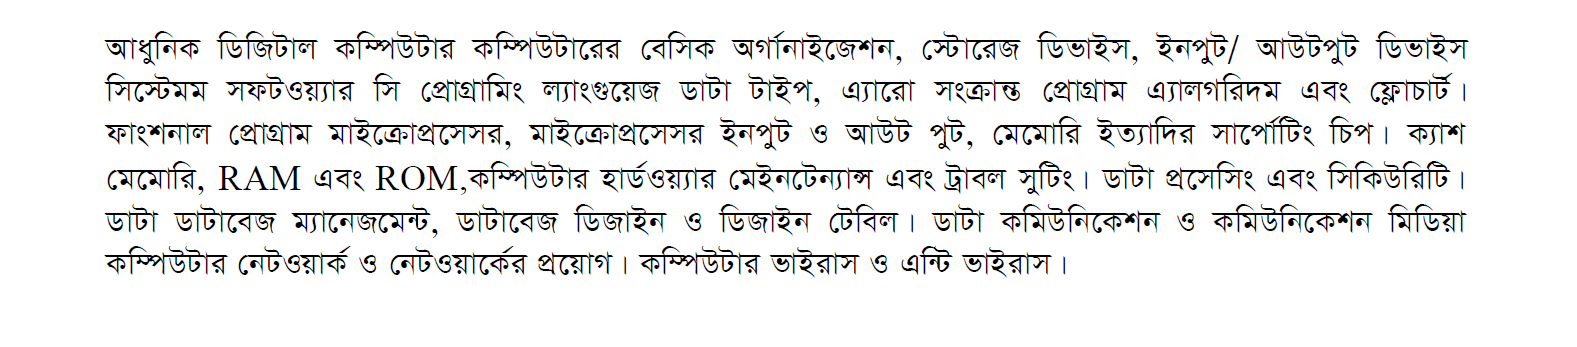 আধুনিক ডিজিটাল কম্পিউটার কম্পিউটারের বেসিক অর্গানাইজেশন, স্টোরেজ ডিভাইস, ইনপুট/ আউটপুট ডিভাইস
সিস্টেমম সফটওয়্যার সি প্রোগ্রামিং ল্যাংগুয়েজ ডাটা টাইপ, এ্যারো সংক্রান্ত প্রোগ্রাম এ্যালগরিদম এবং ফ্লোচার্ট।
ফাংশনাল প্রোগ্রাম মাইক্রোপ্রসেসর, মাইক্রোপ্রসেসর ইনপুট ও আউট পুট, মেমোরি ইত্যাদির সার্পোটিং চিপ। ক্যাশ
মেমোরি, RAM এবং ROM,কম্পিউটার হার্ডওয়্যার মেইনটেন্যান্স এবং ট্রাবল সুটিং। ডাটা প্রসেসিং এবং সিকিউরিটি।
ডাটা ডাটাবেজ ম্যানেজমেন্ট, ডাটাবেজ ডিজাইন ও ডিজাইন টেবিল। ডাটা কমিউনিকেশন ও কমিউনিকেশন মিডিয়া
কম্পিউটার নেটওয়ার্ক ও নেটওয়ার্কের প্রয়োগ। কম্পিউটার ভাইরাস ও এন্টি ভাইরাস।